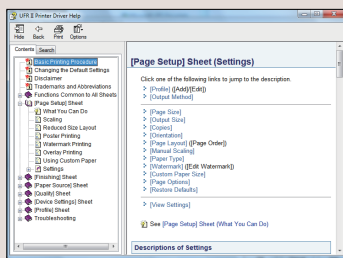 UFR II Printer Driver Help
Hide Back Print Options
Contents Search
Basic Printing Procedure
Changing the Default Settings
Disclaimer
Trademarks and Abbreviations
Functions Common to All Sheets
[Page Setup] Sheet
What You Can Do
Scaling
Reduced Size Layout
Poster Printing
Watermark Printing
Overlay Printing
Using Custom Paper
Settings
[Finishing] Sheet
[Paper Source] Sheet
[Quality] Sheet
[Device Settings] Sheet
[Profile] Sheet
Troubleshooting
[Page Setup] Sheet (Settings)
Click one of the following links to jump to the description.
> [Profile] ([Add]/[Edit])
> [Output Method]
> [Page Size]
> [Output Size]
> [Copies]
> [Orientation]
> [Page Layout] ([Page Order])
> [Manual Scaling]
> [Paper Type]
> [Watermark] ([Edit Watermark])
> [Custom Paper Size]
> [Page Options]
> [Restore Defaults]
> [View Settings]
See [Page Setup] Sheet (What You Can Do)
Descriptions of Settings